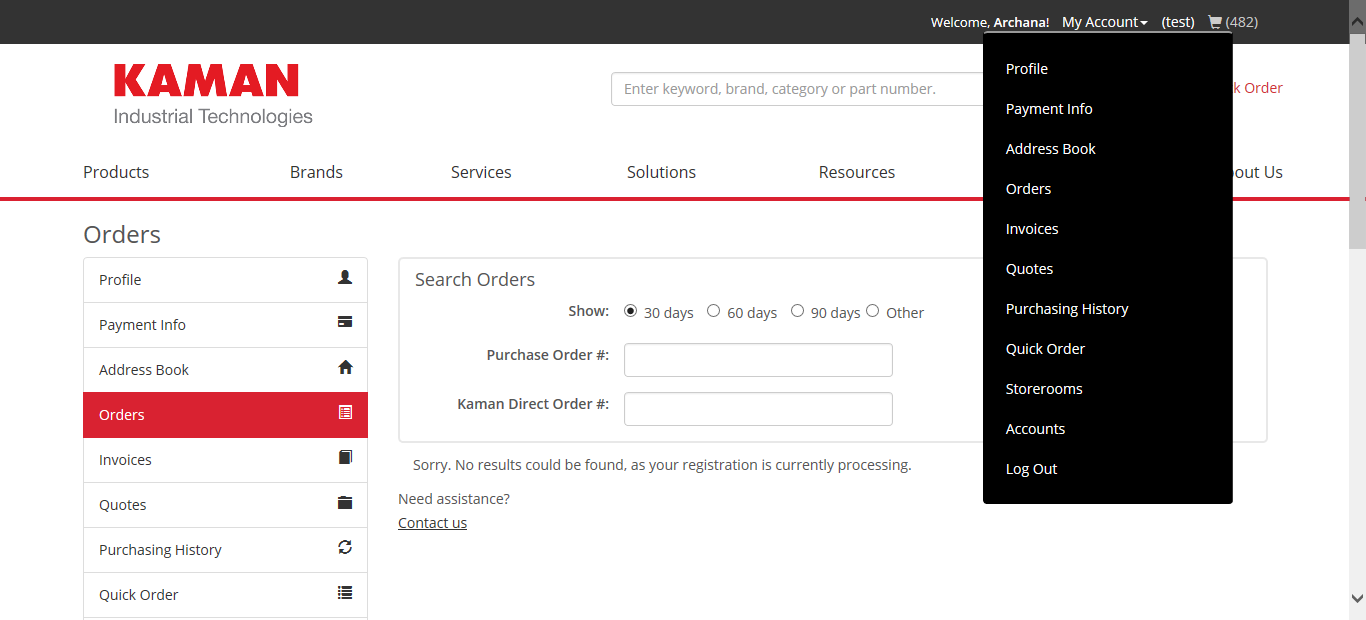 Welcome, Archana! My Account (test) (482)
KAMAN
Industrial Technologies
Enter keyword, brand, category or part number.
k Order
Products Brands Services Solutions Resources out Us
Profile
Payment Info
Address Book
Orders
Invoices
Quotes
Purchasing History
Quick Order
Storerooms
Accounts
Log Out
Orders
Profile
Payment Info
Address Book
Orders
Invoices
Quotes
Purchasing History
Quick Order
Search Orders
Show: 30 days 60 days 90 days Other
Purchase Order #:
Kaman Direct Order #:
Sorry. No results could be found, as your registration is currently processing.
Need assistance?
Contact us